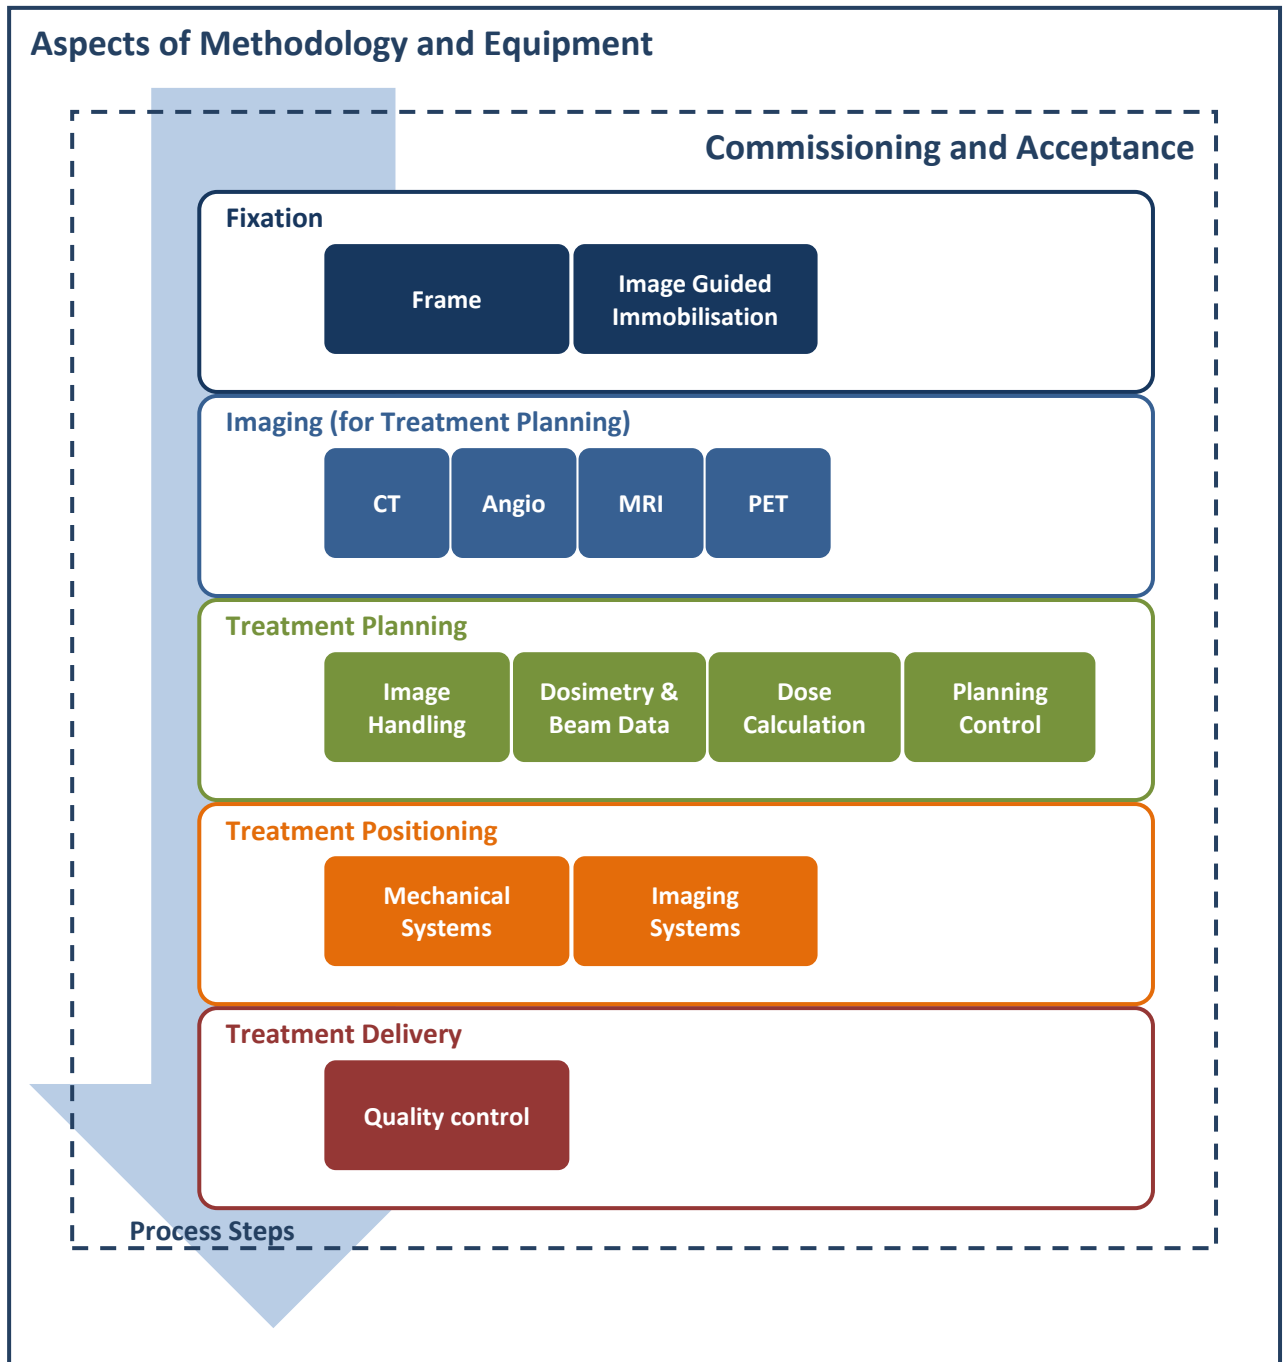 Aspects of Methodology and Equipment
Commissioning and Acceptance
Fixation
Frame
Image Guided
Immobilisation
Imaging (for Treatment Planning)
CT
Angio
MRI
PET
Treatment Planning
Image
Handling
Dosimetry &
Beam Data
Dose
Calculation
Planning
Control
Treatment Positioning
Mechanical
Systems
Imaging
Systems
Treatment Delivery
Quality control
Process Steps